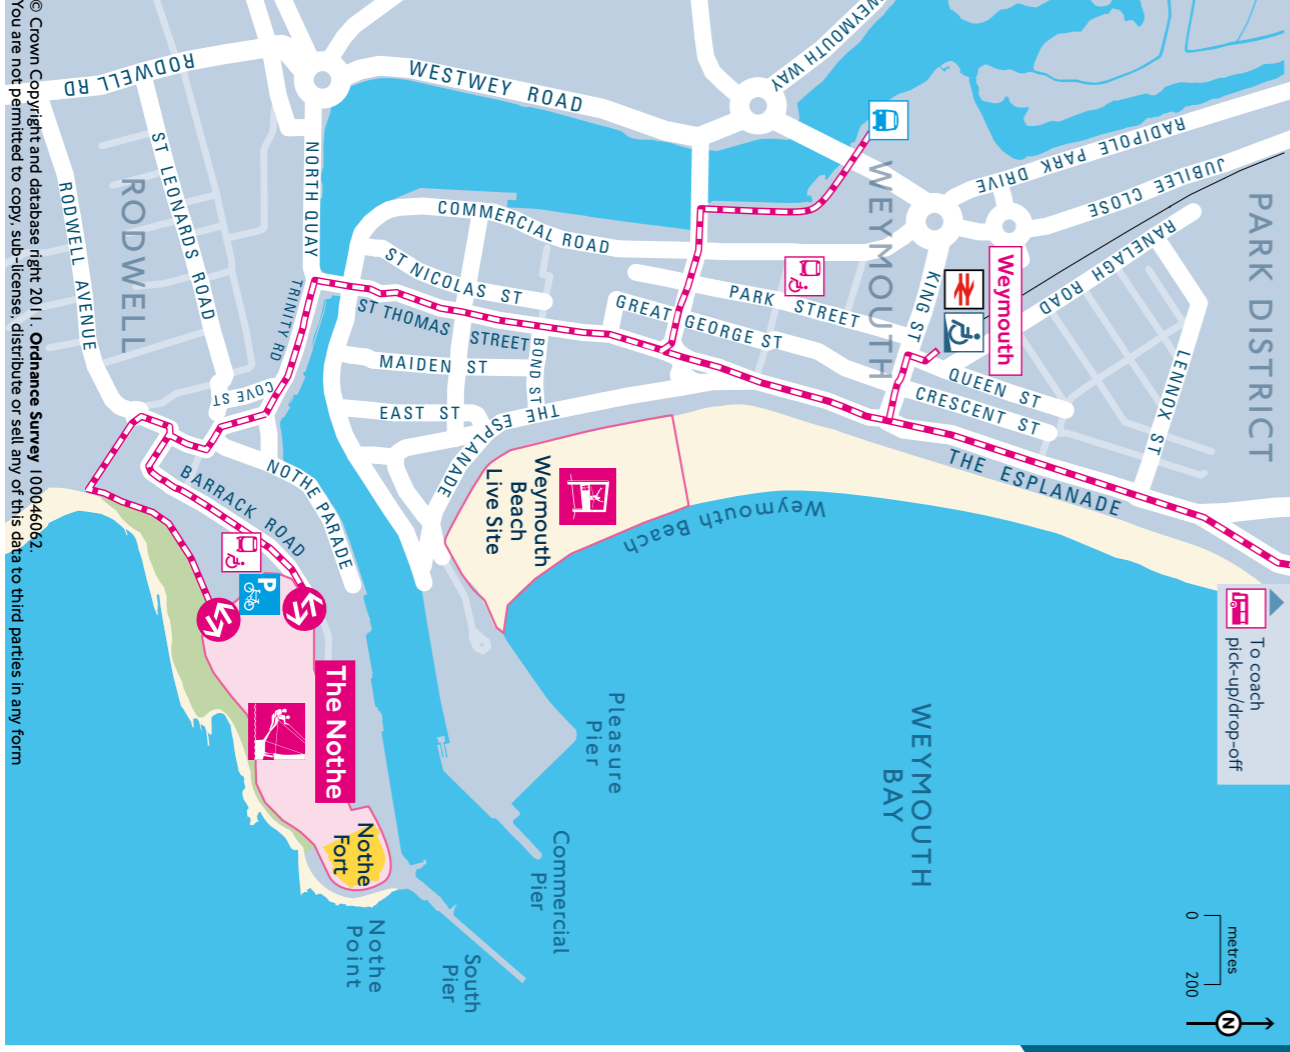 PARK DISTRICT
RADIPOLE PARK DRIVE
JUBILEE CLOSE
RANELAGH ROAD
LENNOX ST
To coach
pick-up/drop-off
metres
0
200
N
Weymouth
QUEEN ST
CRESCENT ST
KING ST
THE ESPLANADE
WEYMOUTH
WEYMOUTH WAY
PARK STREET
GREAT GEORGE ST
WESTWEY ROAD
COMMERCIAL ROAD
ST NICOLAS ST
ST THOMAS STREET
BOND ST
MAIDEN ST
EAST ST
THE ESPLANADE
Weymouth
Beach
Live Site
Weymouth Beach
WEYMOUTH
BAY
Pleasure
Pier
Commercial
Pier
South
Pier
Nothe
Point
Nothe
Fort
The Nothe
P
NORTH QUAY
TRINITY RD
COVE ST
NOTHE PARADE
BARRACK ROAD
RODWELL RD
ST LEONARDS ROAD
RODWELL
RODWELL AVENUE
© Crown Copyright and database right 2011. Ordnance Survey 100046062.
You are not permitted to copy, sub-license, distribute or sell any of this data to third parties in any form